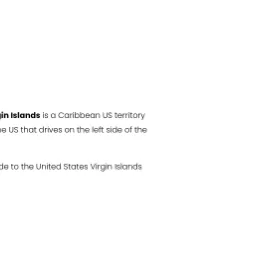 gin Islands is a Caribbean US territory
e US that drives on the left side of the
de to the United States Virgin Islands